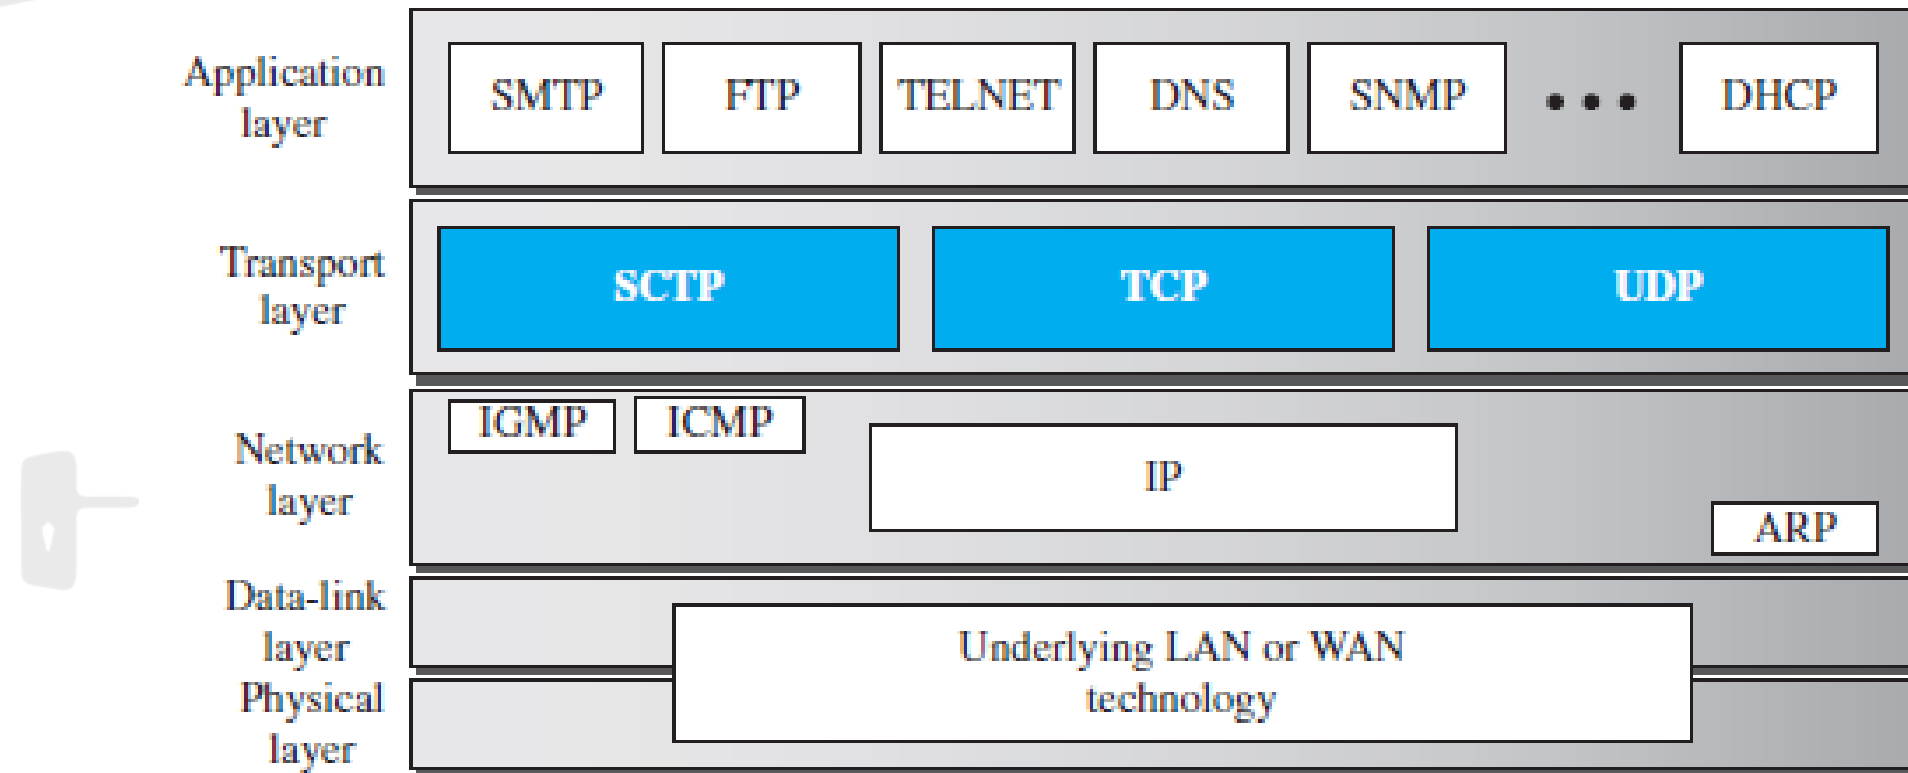 Application
layer
SMTP
FTP
TELNET
DNS
SNMP
•••
DHCP
Transport
layer
SCTP
TCP
UDP
Network
layer
IGMP
ICMP
IP
ARP
Data-link
layer
Physical
layer
Underlying LAN or WAN
technology